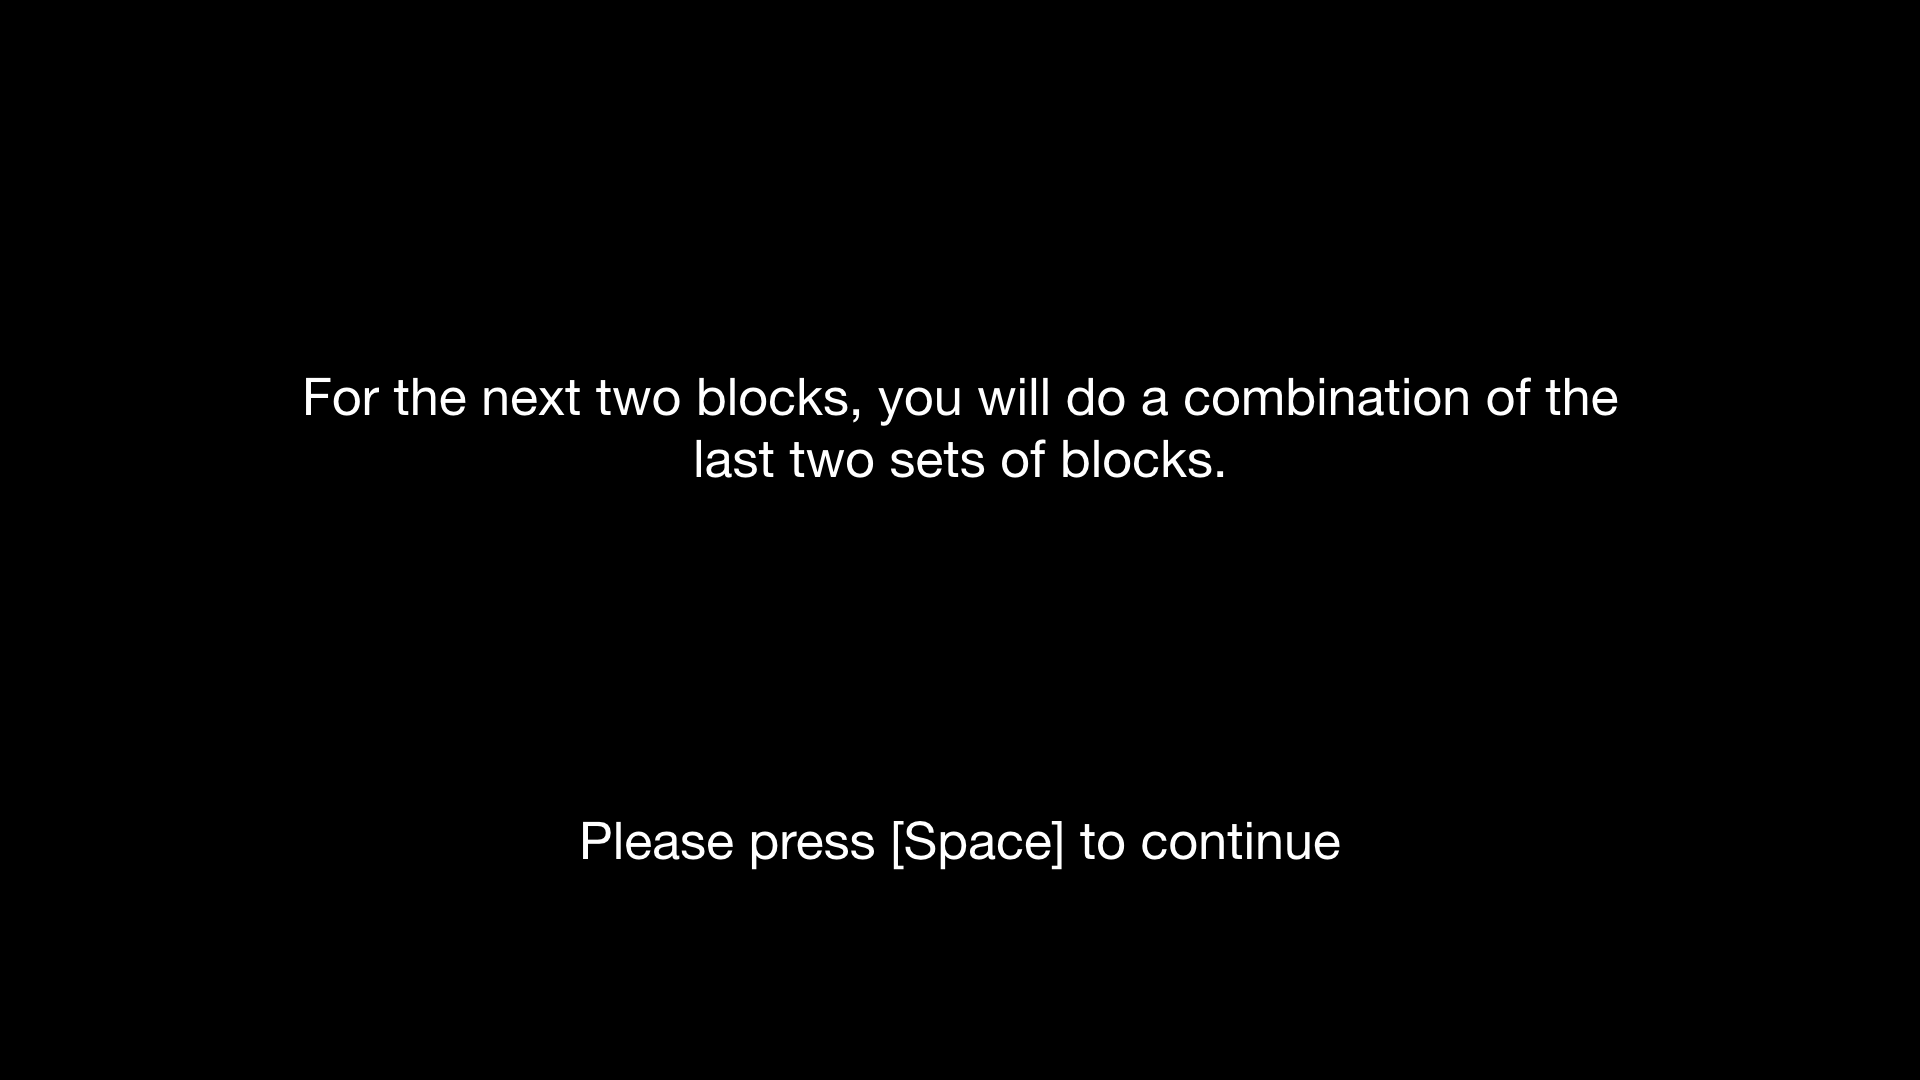 For the next two blocks, you will do a combination of the
last two sets of blocks.
Please press [Space] to continue